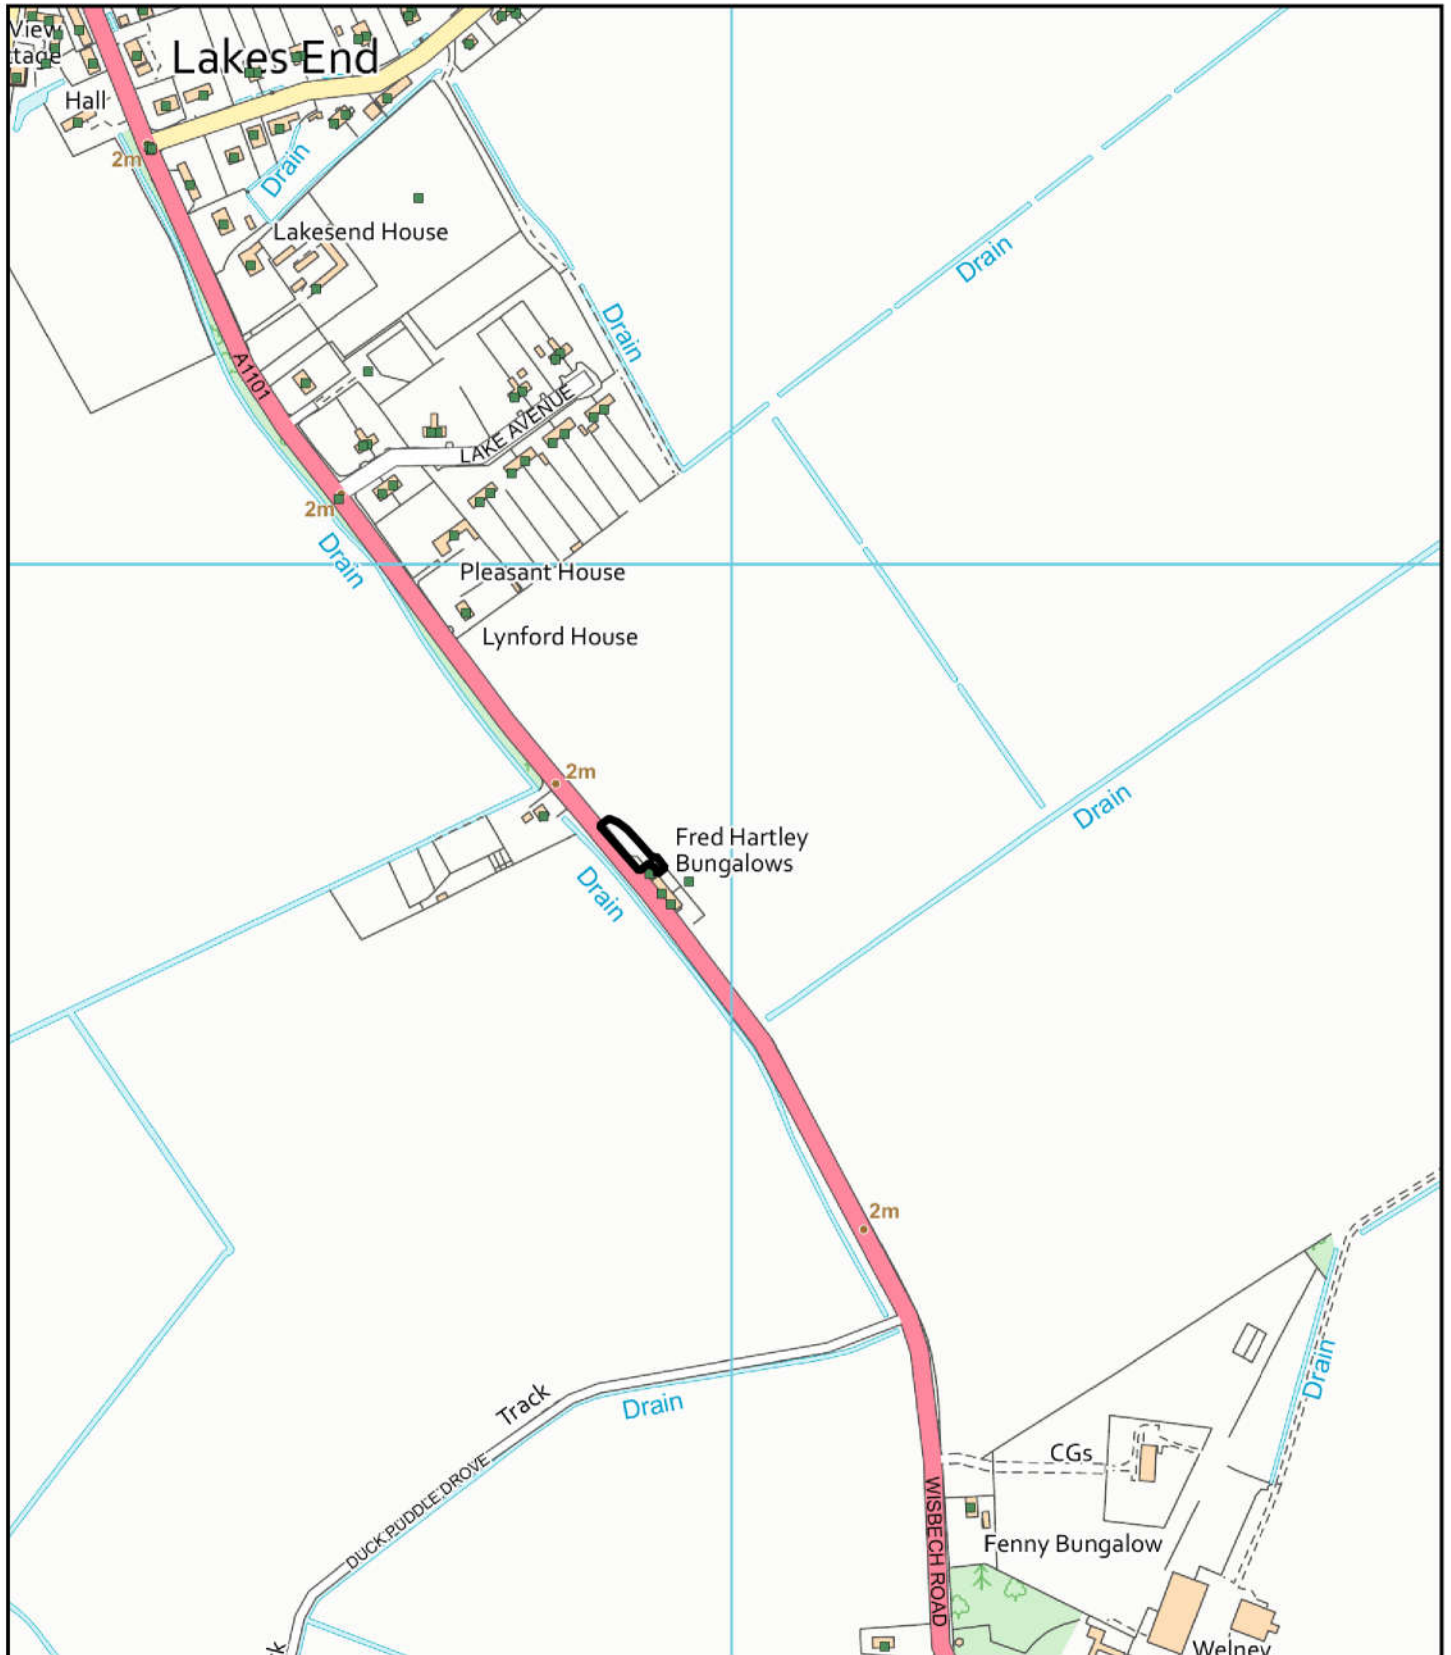 View
ttage
Lakes End
Hall
2m
Drain
Lakesend House
Drain
Drain
A1101
LAKE AVENUE
2m
Drain
Pleasant House
Lynford House
2m
Fred Hartley
Bungalows
Drain
Drain
2m
Drain
Track
Drain
CGs
DUCK PUDDLE DROVE
WISBECH ROAD
Fenny Bungalow
k
Welney